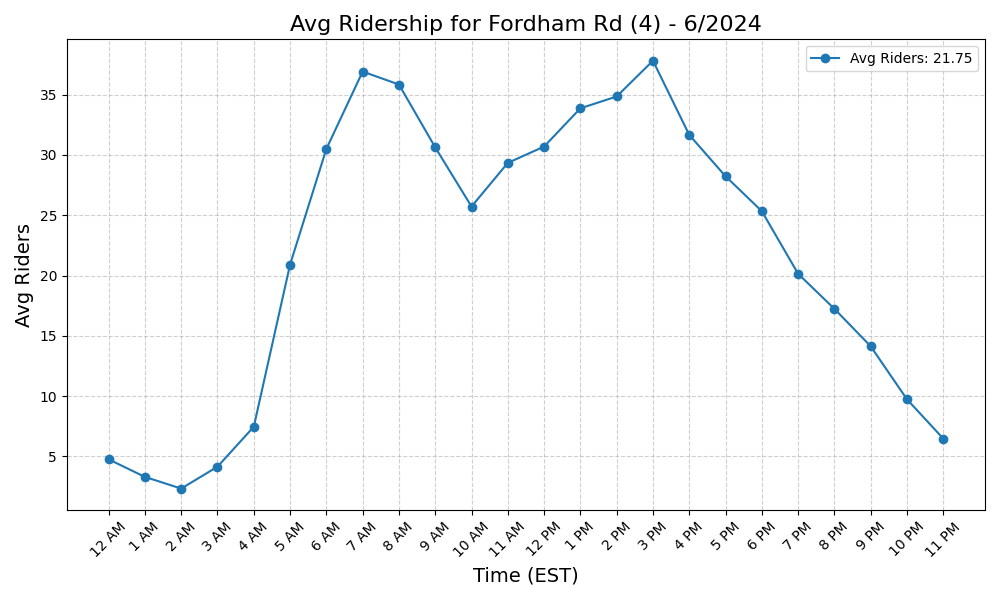 Avg Ridership for Fordham Rd (4) - 6/2024
Avg Riders: 21.75
Avg Riders
35
30
25
20
15
10
5
12 AM
1 AM
2 AM
3 AM
4 AM
5 AM
6 AM
7 AM
8 AM
9 AM
10 AM
11 AM
12 PM
1 PM
2 PM
3 PM
4 PM
5 PM
6 PM
7 PM
8 PM
9 PM
10 PM
11 PM
Time (EST)